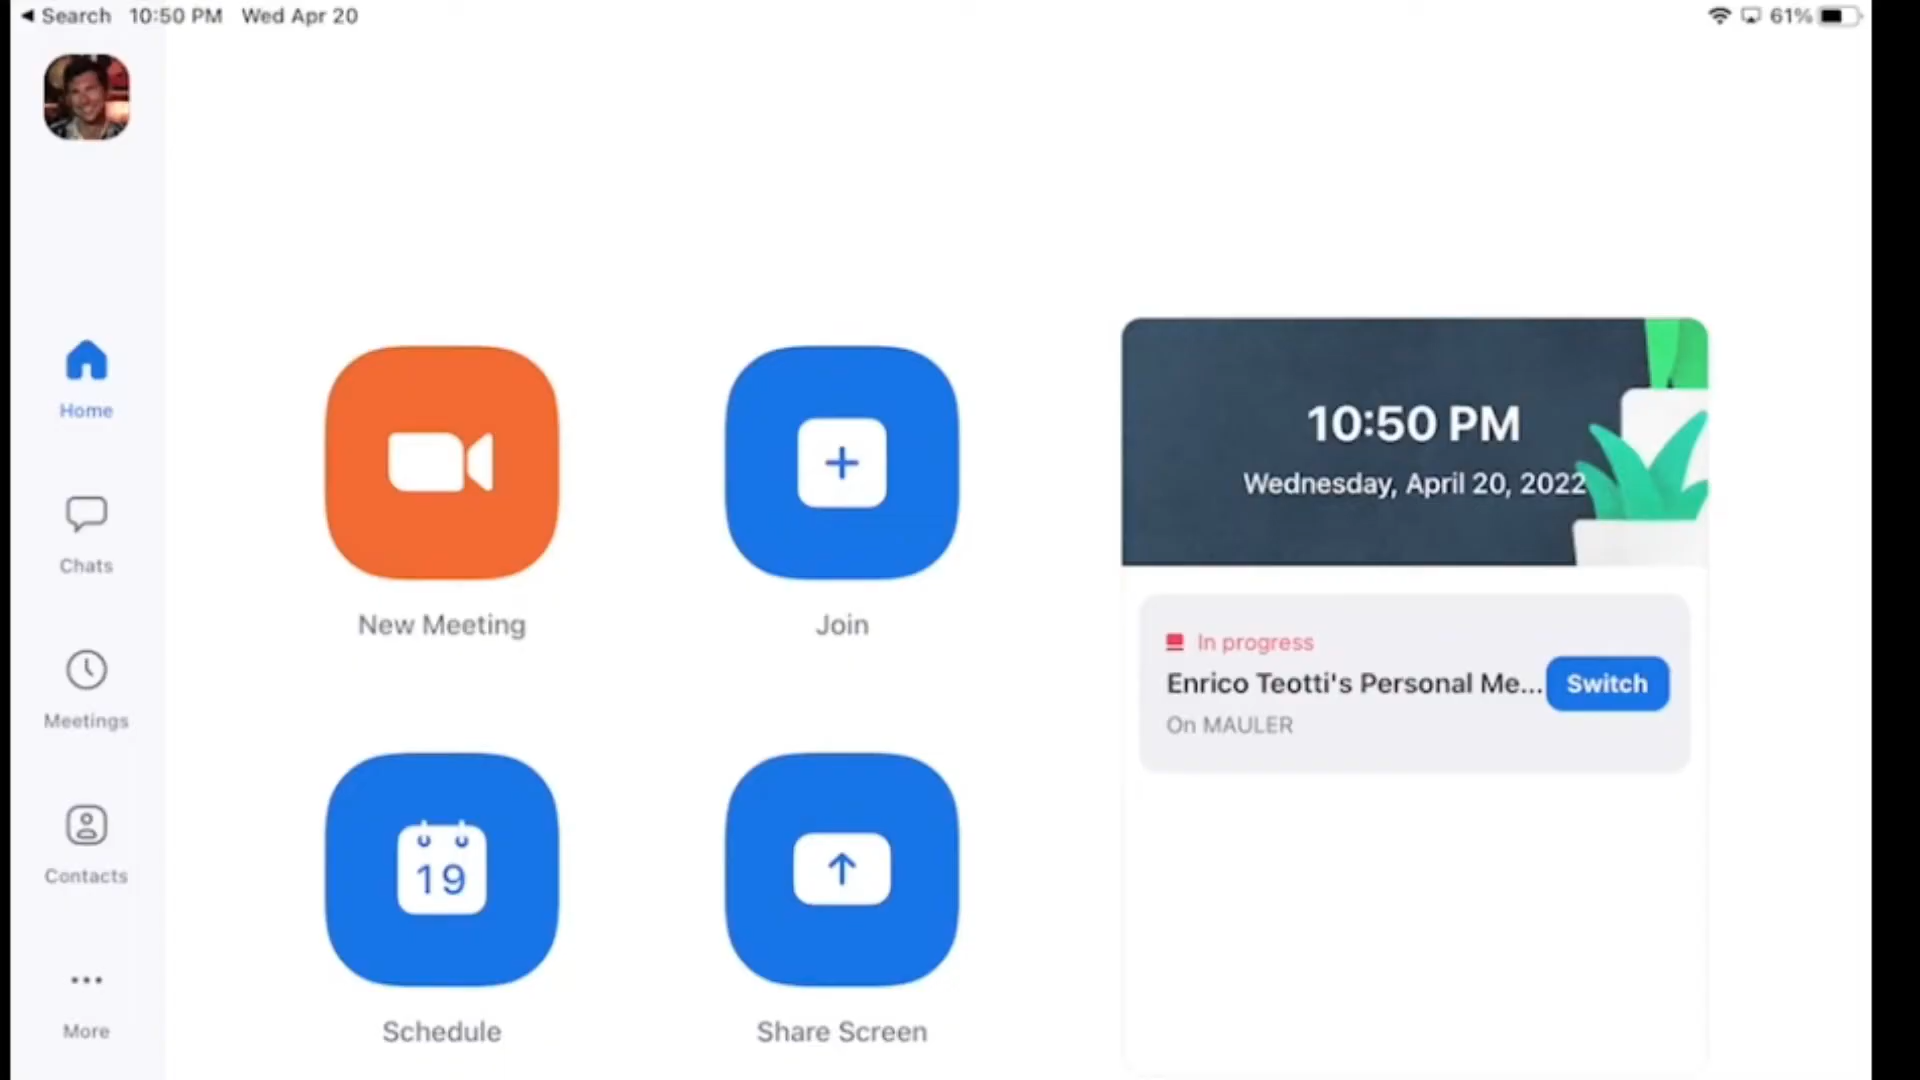 Search 10:50 PM Wed Apr 20
61%
Home
Chats
Meetings
Contacts
More
New Meeting
Join
19
Schedule
Share Screen
10:50 PM
Wednesday, April 20, 2022
In progress
Enrico Teotti's Personal Me...
Switch
On MAULER